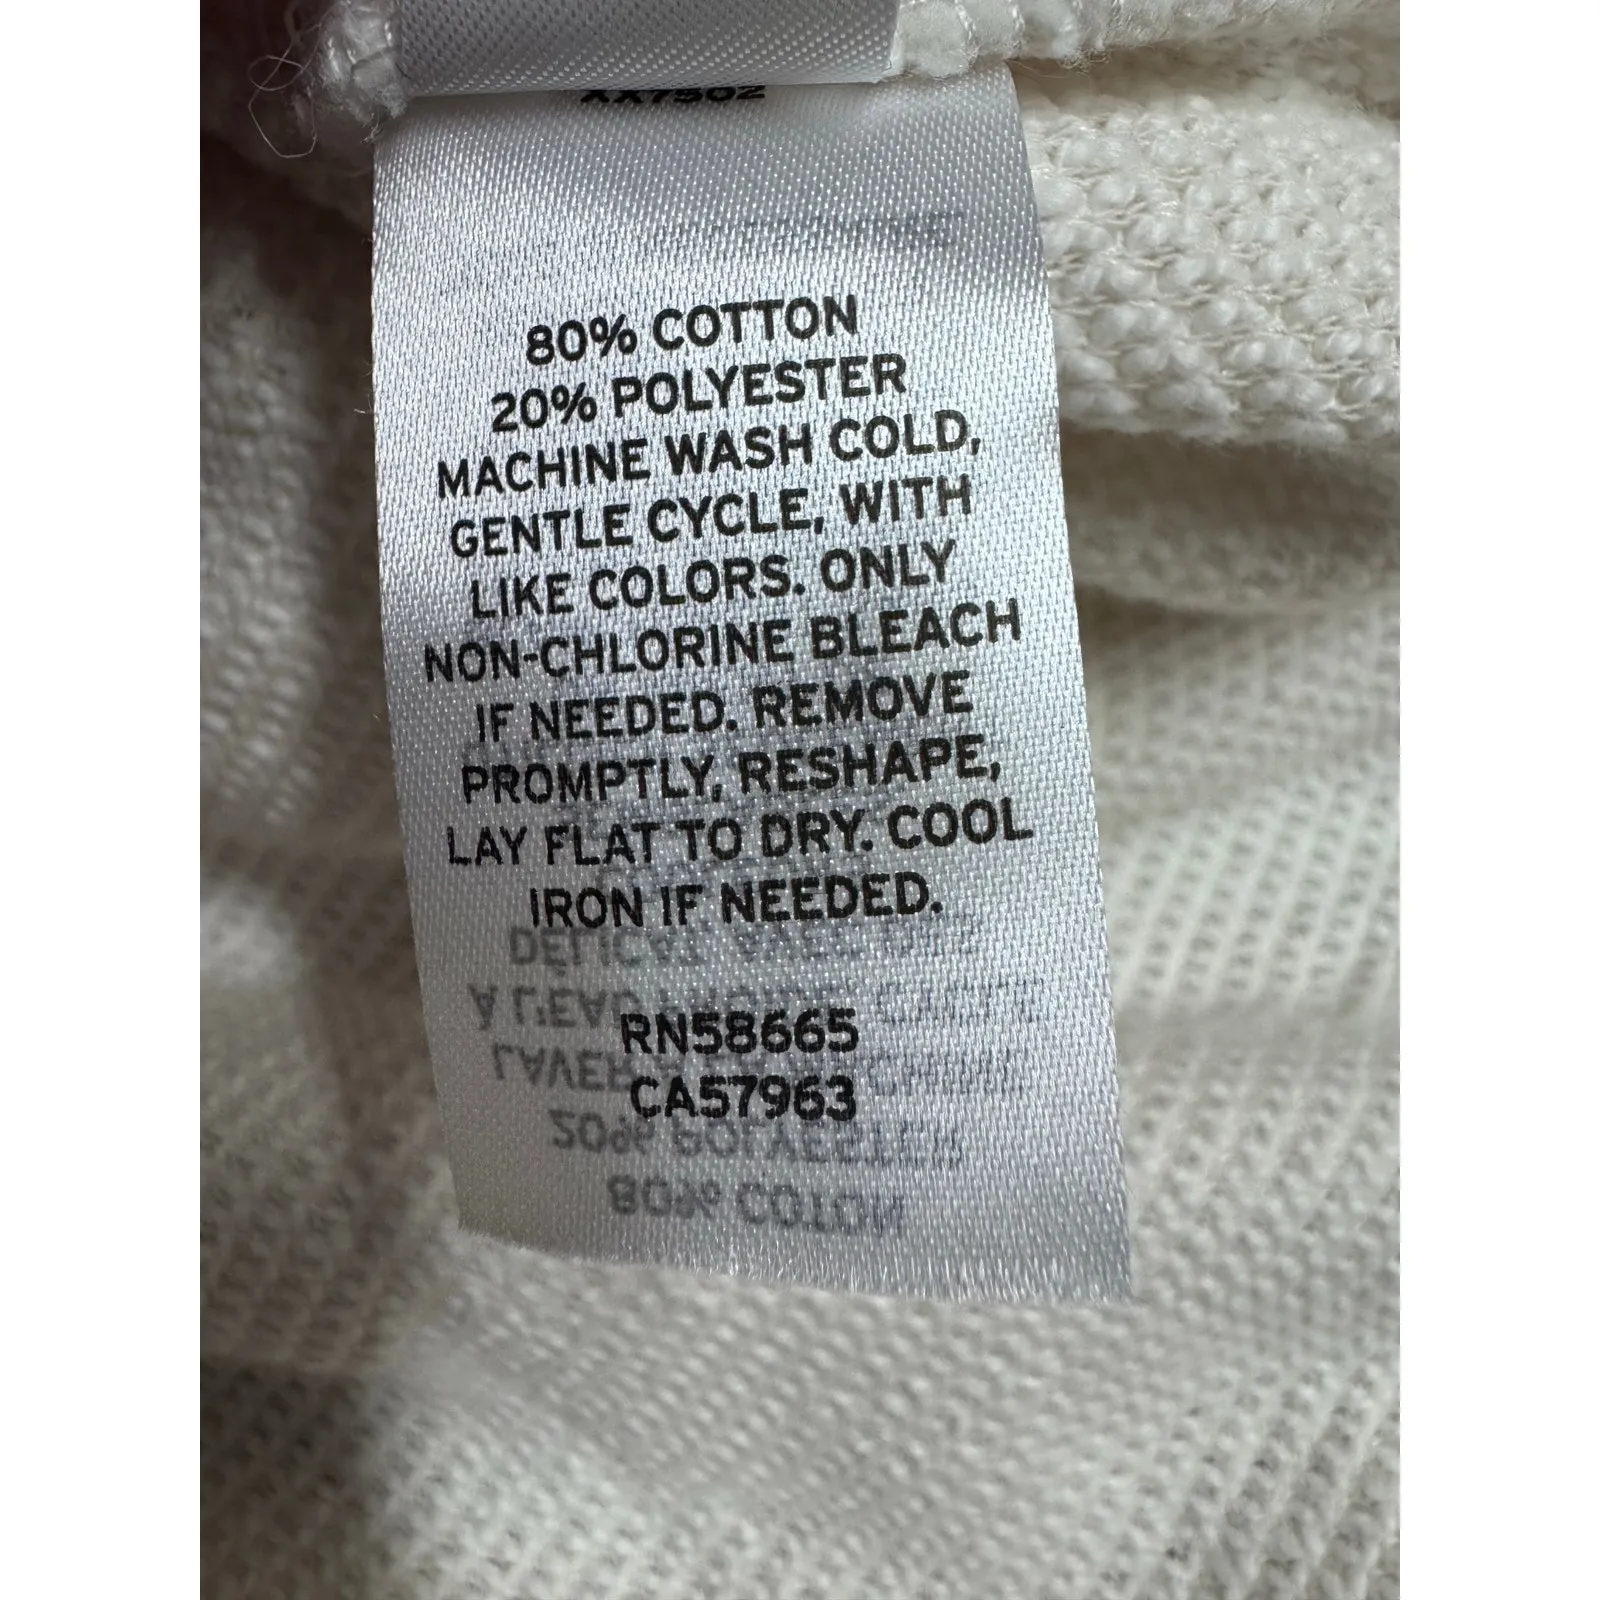 XX7502
80% COTTON
20% POLYESTER
MACHINE WASH COLD,
GENTLE CYCLE, WITH
LIKE COLORS. ONLY
NON-CHLORINE BLEACH
IF NEEDED. REMOVE
PROMPTLY, RESHAPE,
LAY FLAT TO DRY. COOL
IRON IF NEEDED.
RN58665
CA57963